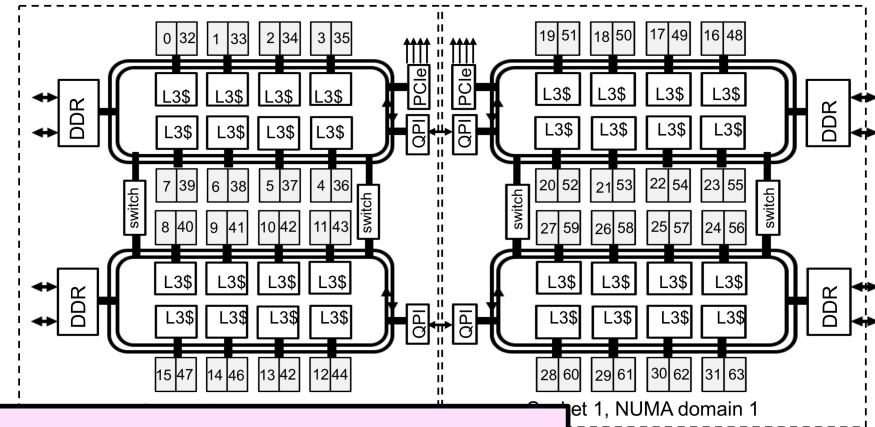 0 32 1 33 2 34 3 35
19 51 18 50 17 49 16 48
PCIe PCIe
DDR L3$ L3$ L3$ L3$ L3$ L3$ L3$ L3$ DDR
L3$ L3$ L3$ L3$ QPI QPI L3$ L3$ L3$ L3$
switch 7 39 6 38 5 37 4 36 switch
switch 20 52 21 53 22 54 23 55 switch
8 40 9 41 10 42 11 43
27 59 26 58 25 57 24 56
DDR L3$ L3$ L3$ L3$ L3$ L3$ L3$ L3$ DDR
L3$ L3$ L3$ L3$ QPI QPI L3$ L3$ L3$ L3$
15 47 14 46 13 42 12 44
28 60 29 61 30 62 31 63
et 1, NUMA domain 1